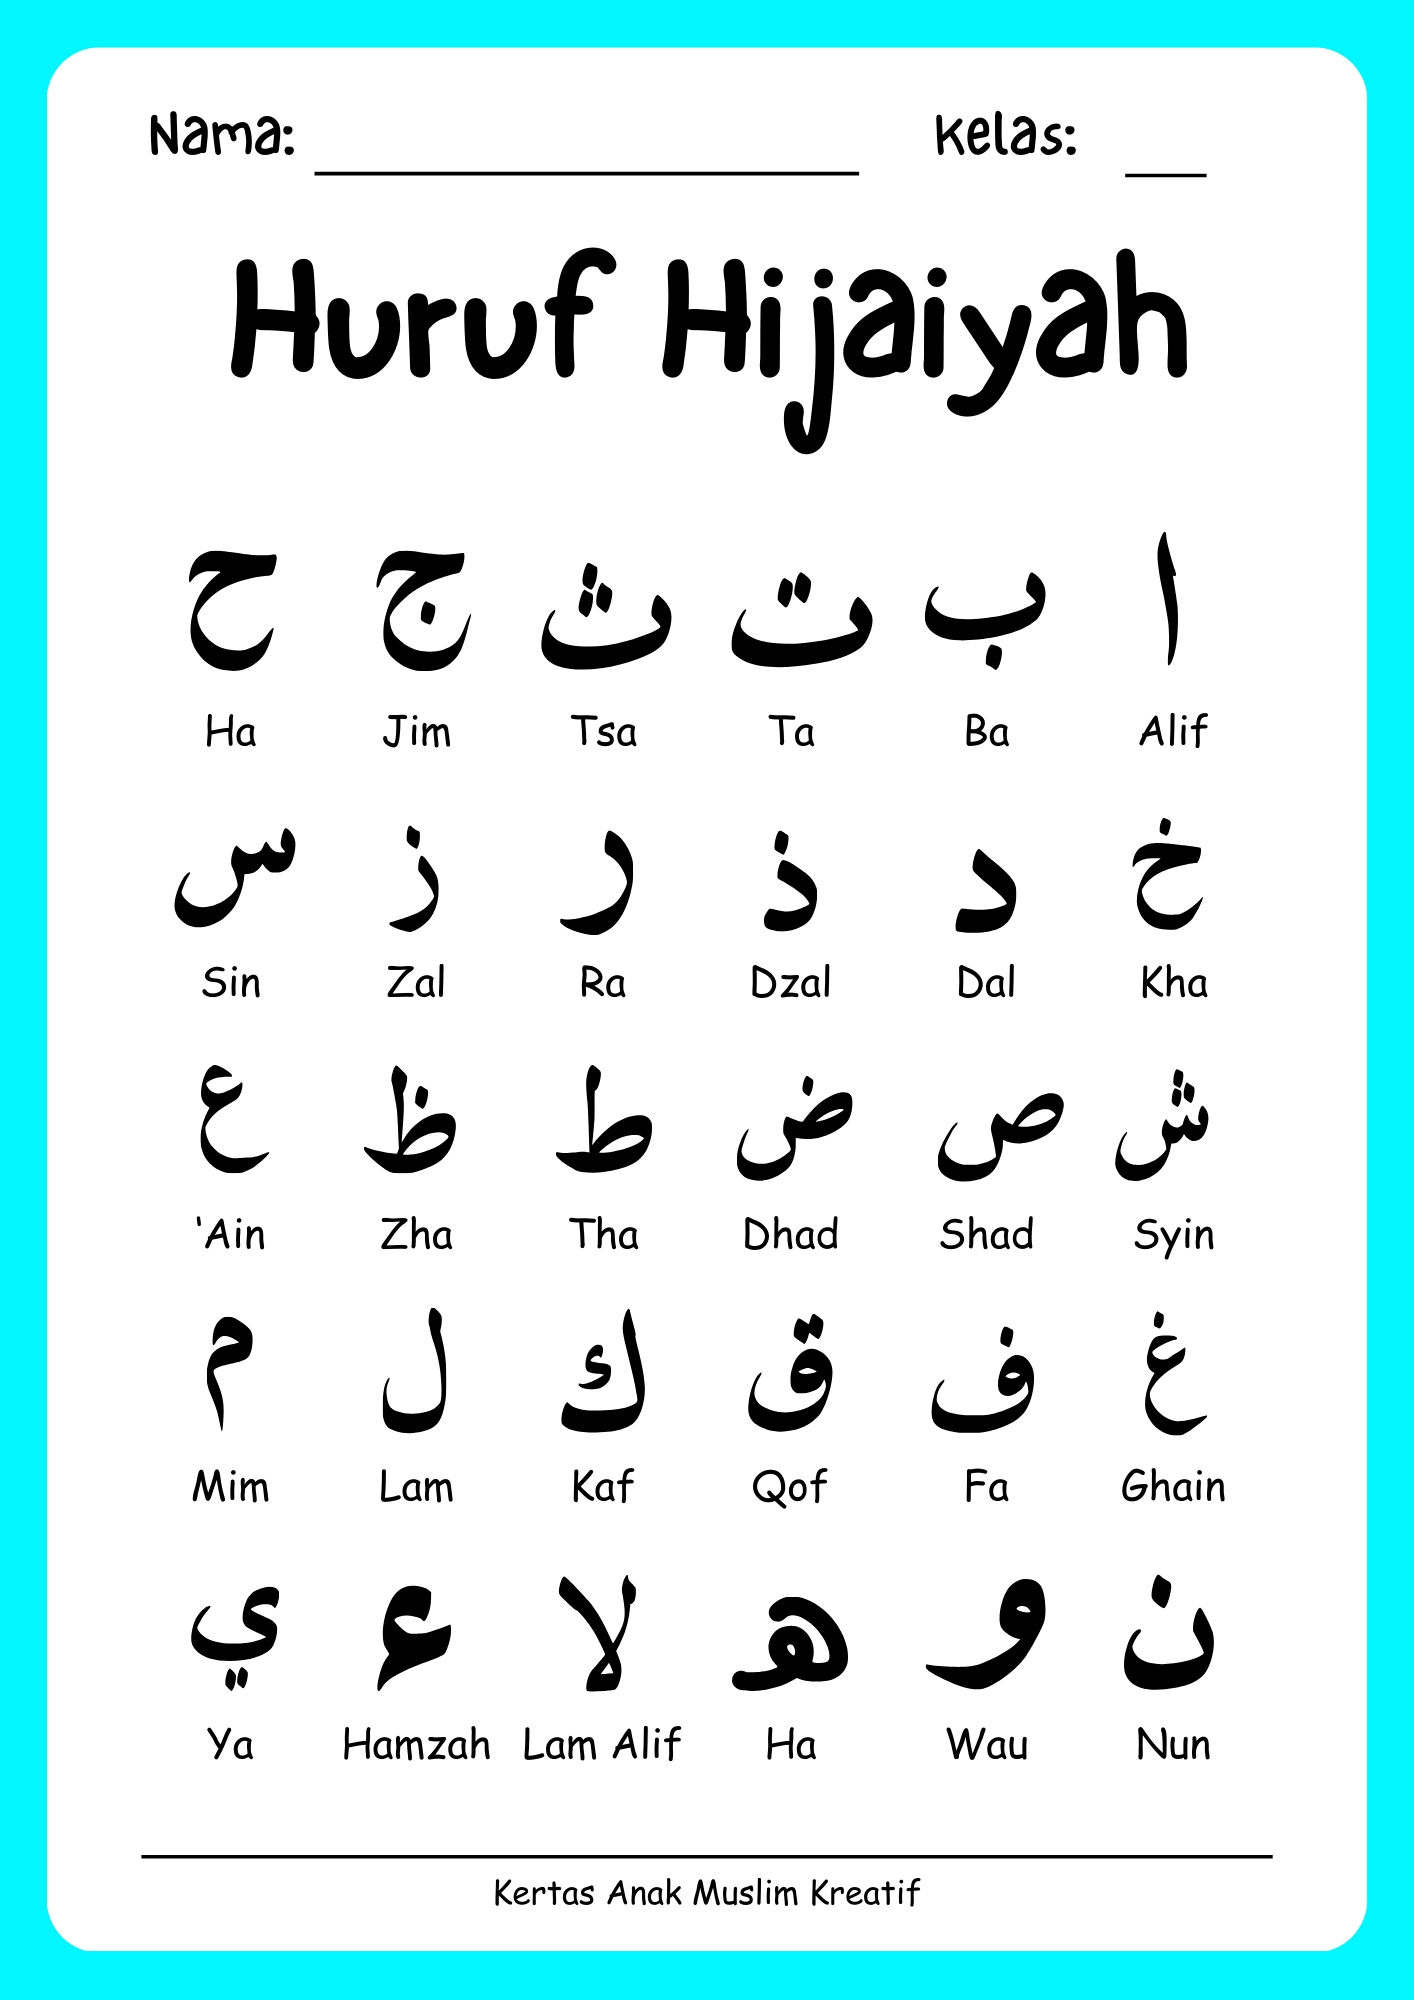 Nama: Kelas:
Huruf Hijaiyah
ا ب ت ث ج ح
Alif Ba Ta Tsa Jim Ha
خ د ذ ر ز س
Kha Dal Dzal Ra Zal Sin
ش ص ض ط ظ ع
Syin Shad Dhad Tha Zha 'Ain
غ ف ق ك ل م
Ghain Fa Qof Kaf Lam Mim
ن و ه لا ء ي
Nun Wau Ha Lam Alif Hamzah Ya
Kertas Anak Muslim Kreatif